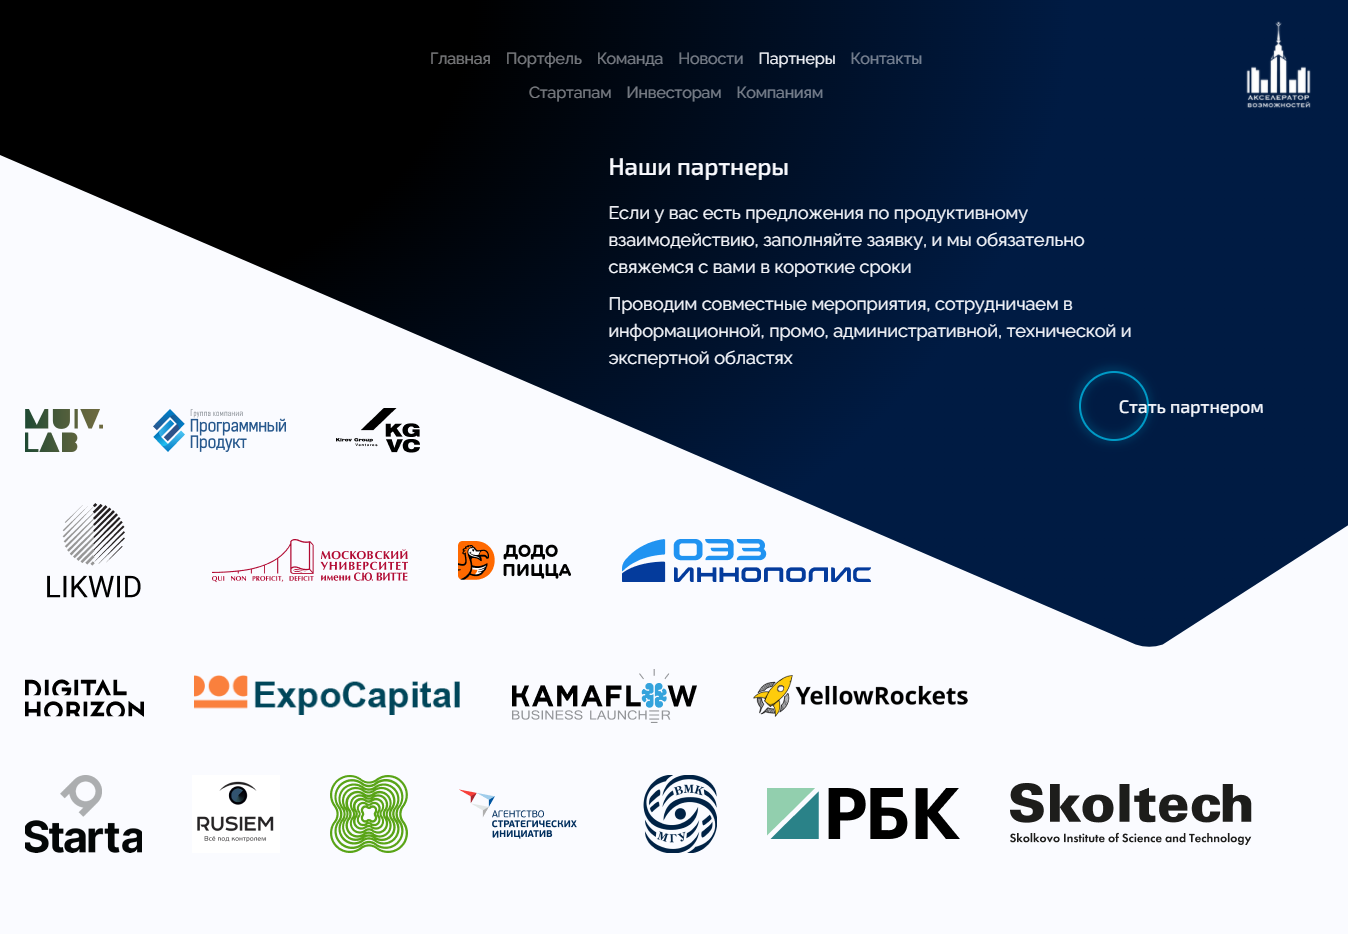 Главная Портфель Команда Новости Партнеры Контакты
Стартапам Инвесторам Компаниям
АКСЕЛЕРАТОР
ВОЗМОЖНОСТЕЙ
Наши партнеры
Если у вас есть предложения по продуктивному
взаимодействию, заполняйте заявку, и мы обязательно
свяжемся с вами в короткие сроки
Проводим совместные мероприятия, сотрудничаем в
информационной, промо, административной, технической и
экспертной областях
Стать партнером
MUIV.
LAB
Группа компаний
Программный
Продукт
Kirov Group
Ventures
KG
VC
LIKWID
QUI NON PROFICIT, DEFICIT
МОСКОВСКИЙ
УНИВЕРСИТЕТ
имени С.Ю. ВИТТЕ
ДОДО
ПИЦЦА
ОЭЗ
ИННОПОЛИС
DIGITAL
HORIZON
ExpoCapital
KAMAFLOW
BUSINESS LAUNCHER
YellowRockets
Starta
RUSIEM
Всё под контролем
АГЕНТСТВО
СТРАТЕГИЧЕСКИХ
ИНИЦИАТИВ
ВМК
МГУ
РБК
Skoltech
Skolkovo Institute of Science and Technology